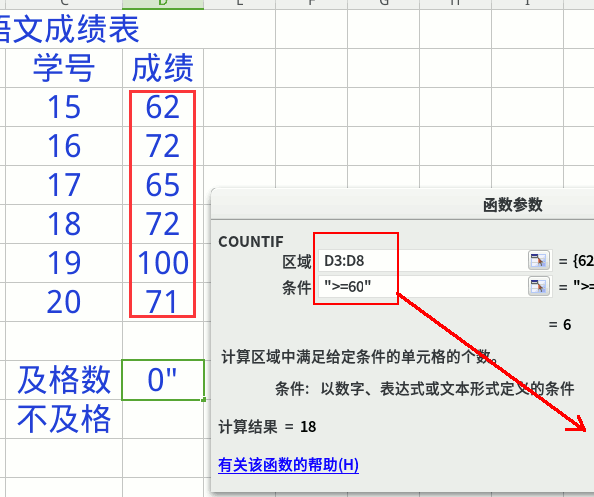 C D E F G H I
语文成绩表
学号 成绩
15 62
16 72
17 65
18 72
19 100
20 71
及格数 0"
不及格
函数参数
COUNTIF
区域 D3:D8 = {62
条件 ">=60" = ">=
= 6
计算区域中满足给定条件的单元格的个数。
条件: 以数字、表达式或文本形式定义的条件
计算结果 = 18
有关该函数的帮助(H)